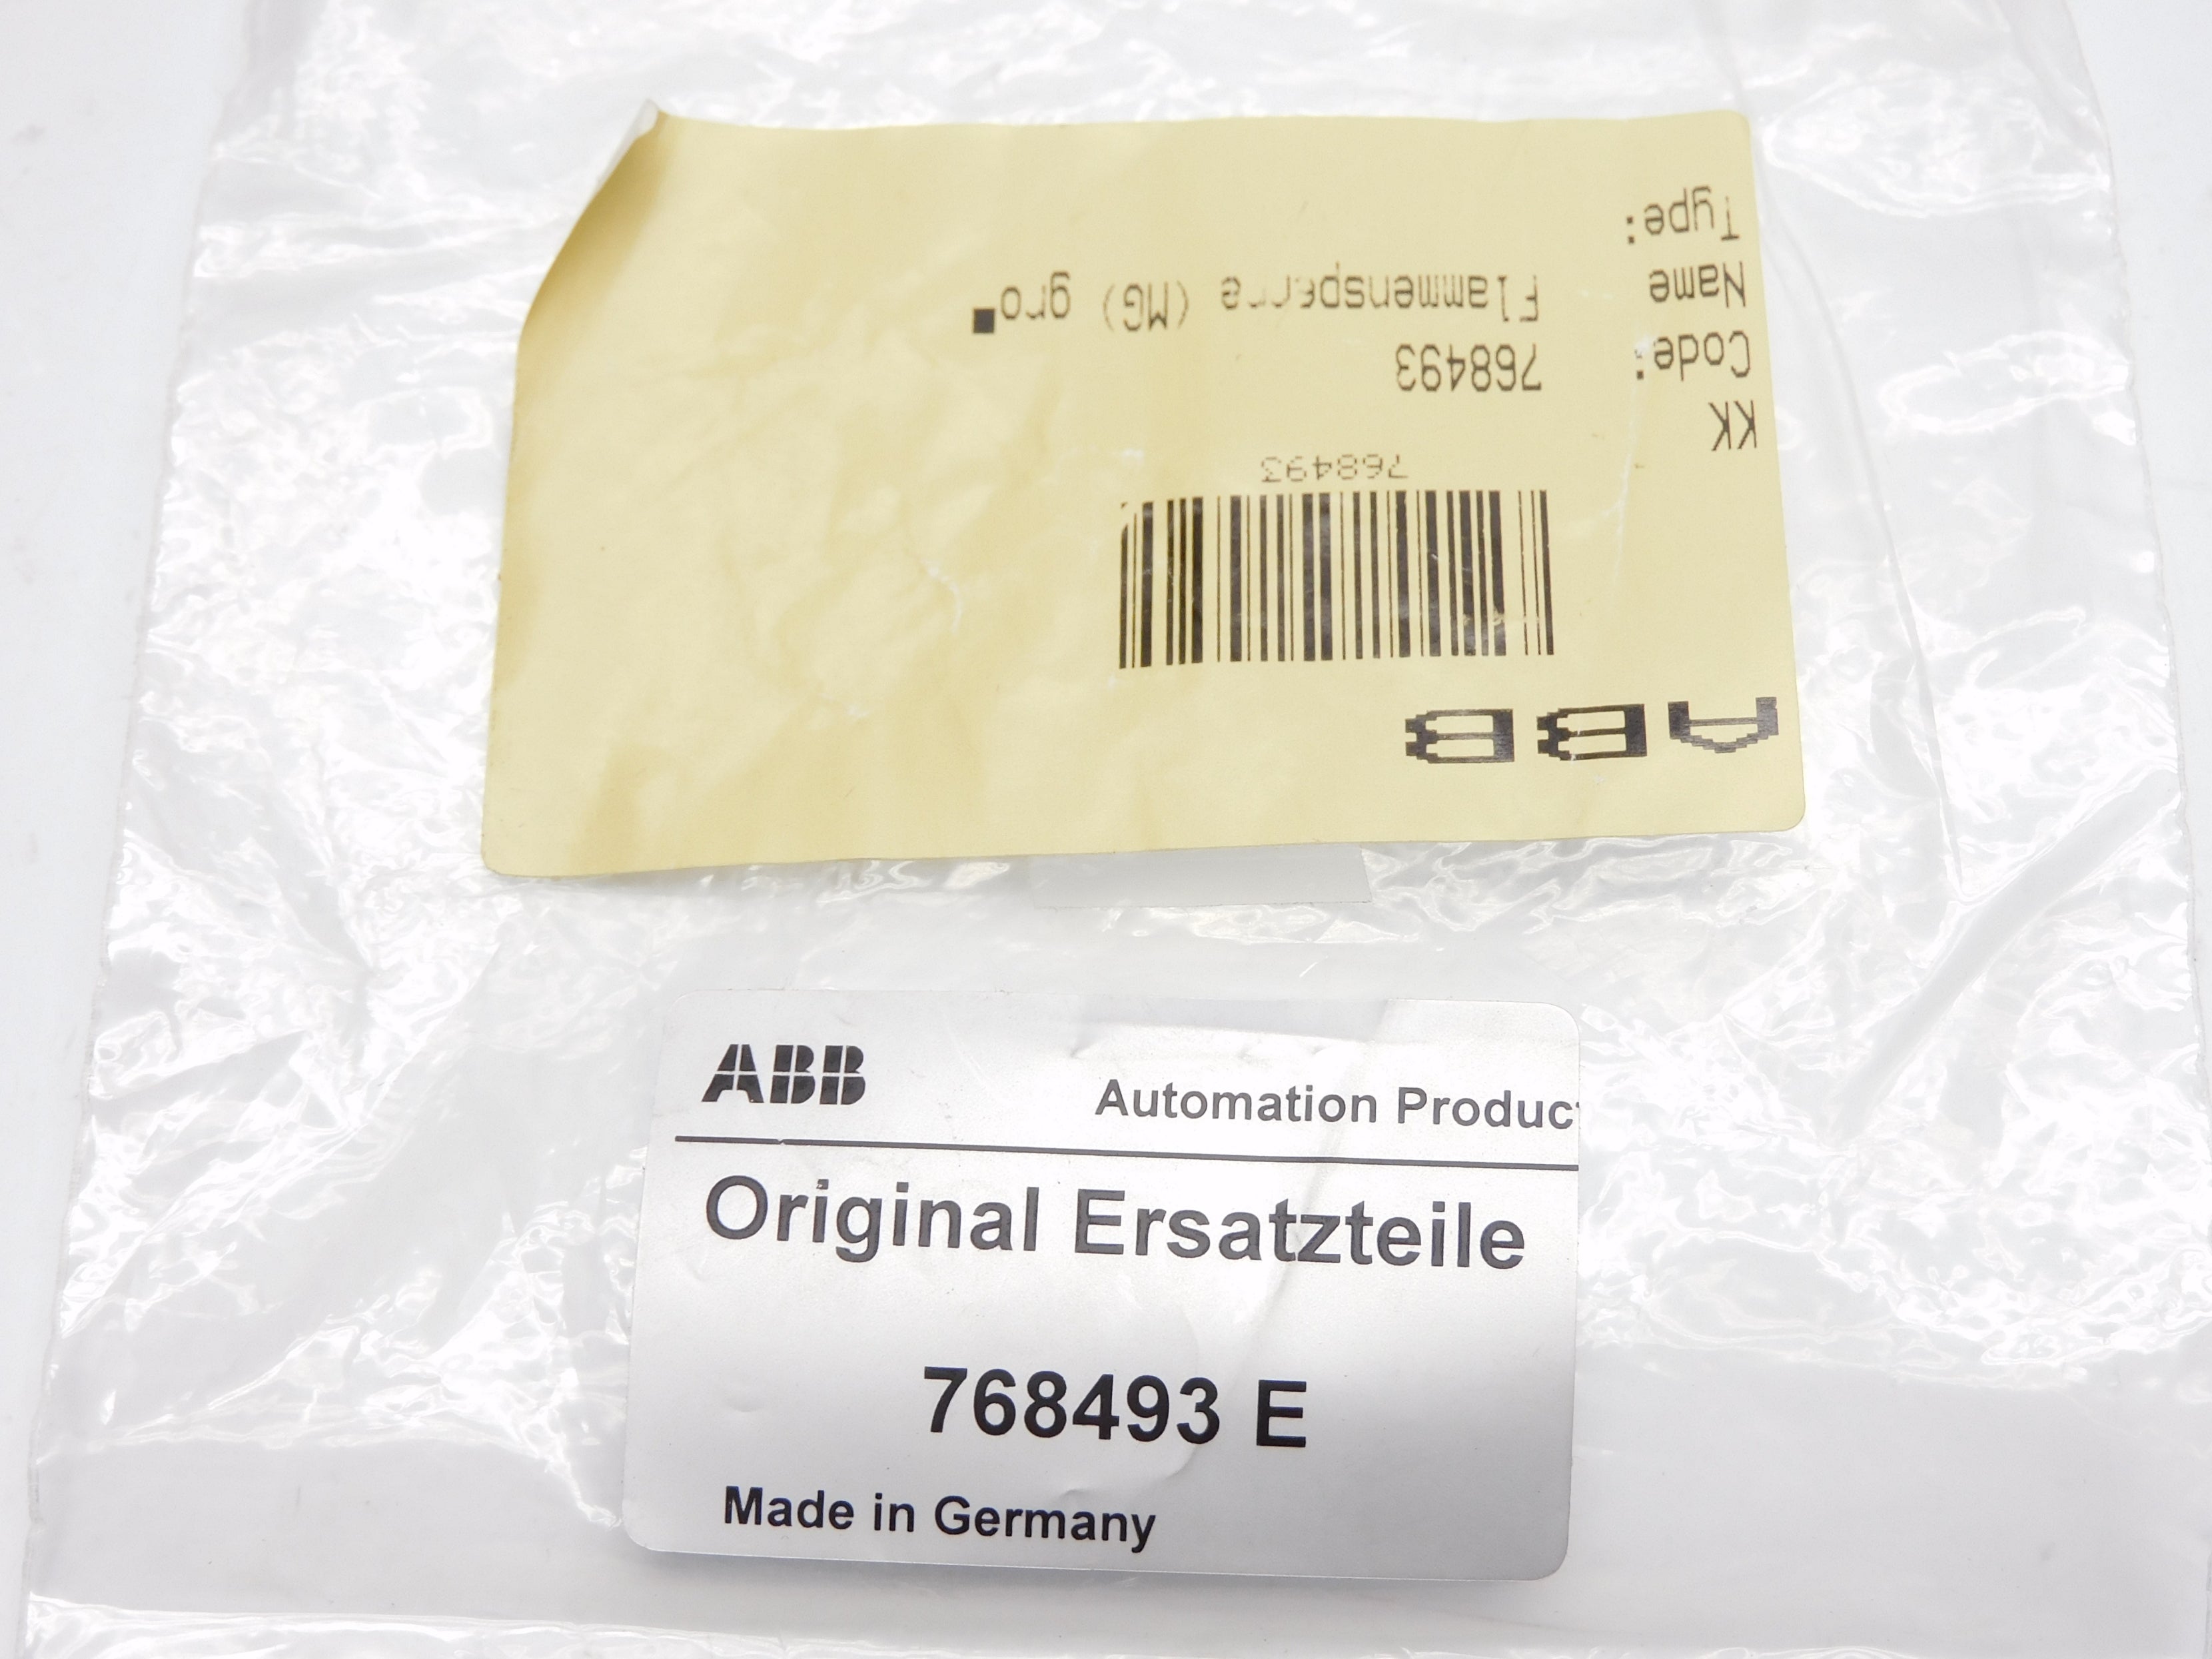 ABB
768493
KK
Code: 768493
Name Flammensperre (MG) gro■
Type:
ABB Automation Produc
Original Ersatzteile
768493 E
Made in Germany